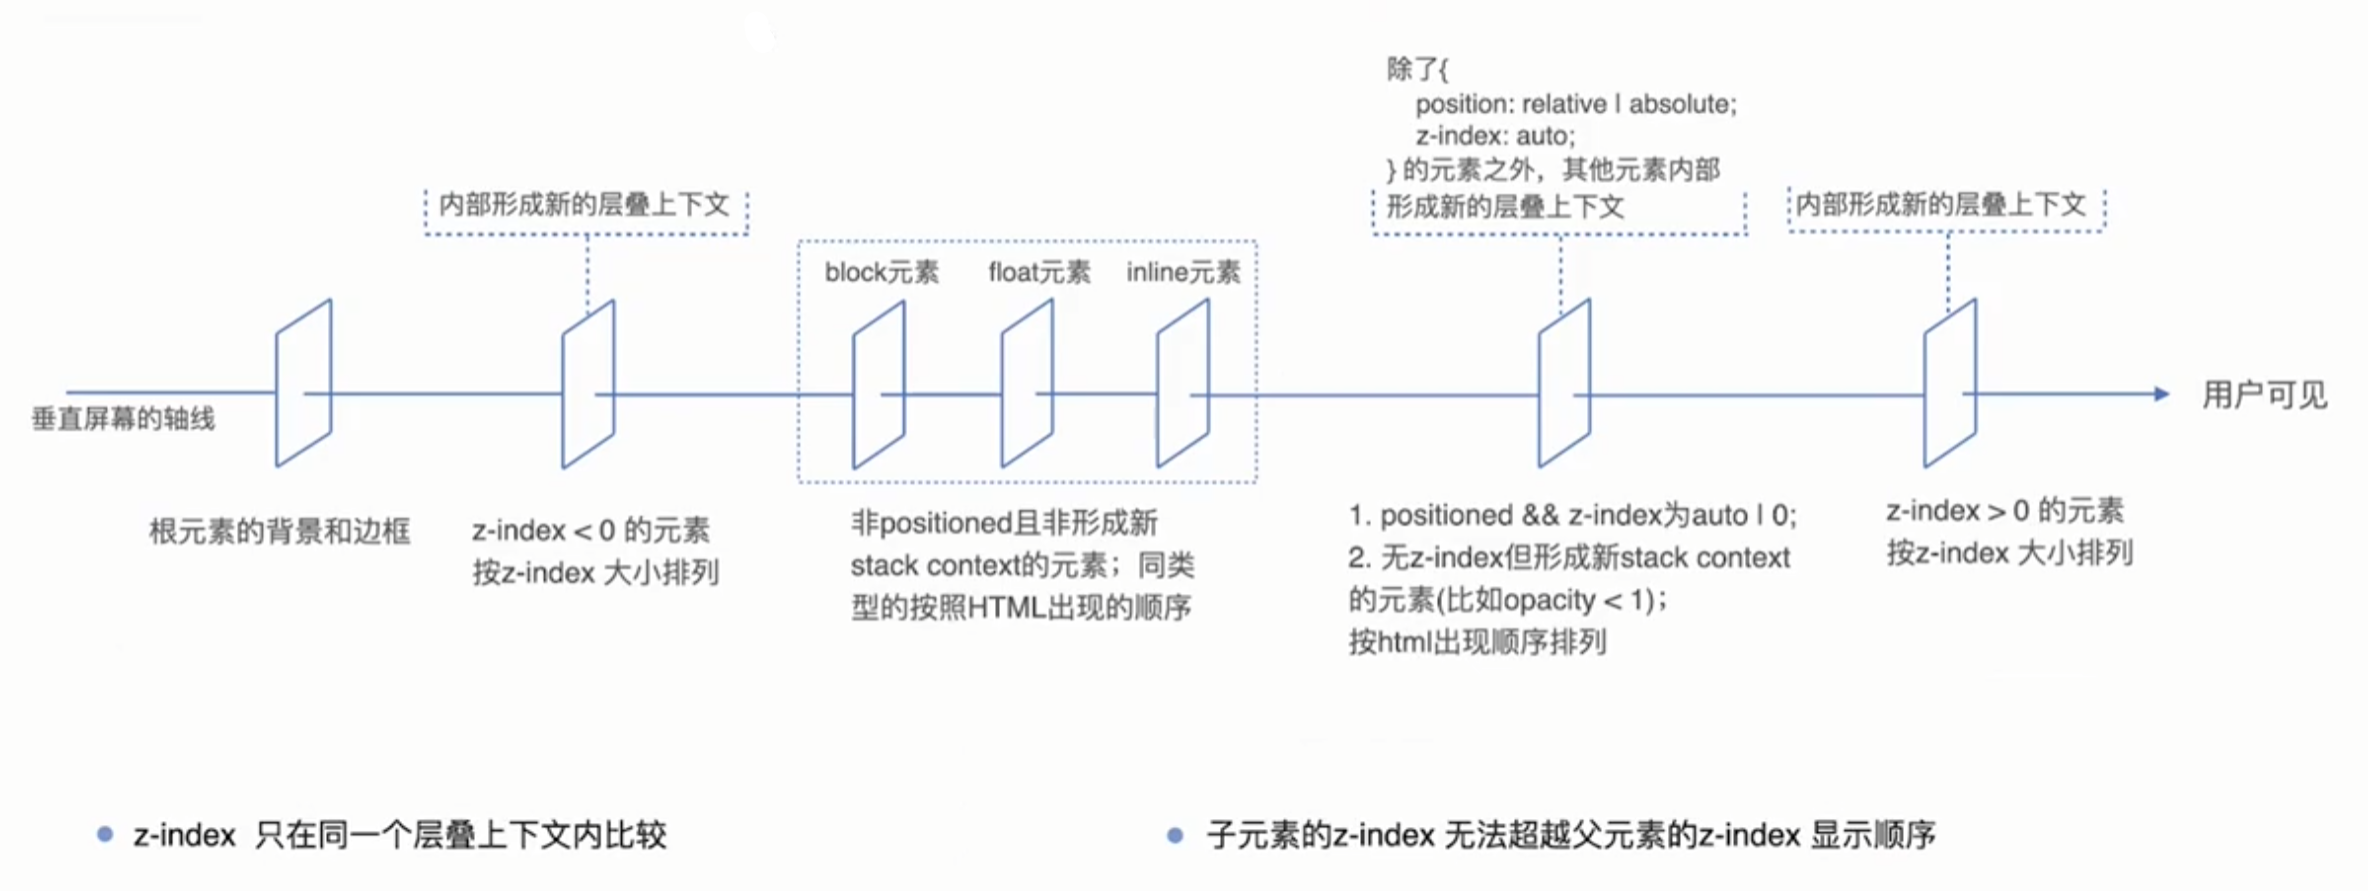 除了{
position: relative | absolute;
z-index: auto;
} 的元素之外，其他元素内部
形成新的层叠上下文
内部形成新的层叠上下文
内部形成新的层叠上下文
block元素
float元素
inline元素
垂直屏幕的轴线
用户可见
根元素的背景和边框
z-index < 0 的元素
按z-index 大小排列
非positioned且非形成新
stack context的元素；同类
型的按照HTML出现的顺序
1. positioned && z-index为auto | 0;
2. 无z-index但形成新stack context
的元素(比如opacity < 1)；
按html出现顺序排列
z-index > 0 的元素
按z-index 大小排列
z-index 只在同一个层叠上下文内比较
子元素的z-index 无法超越父元素的z-index 显示顺序